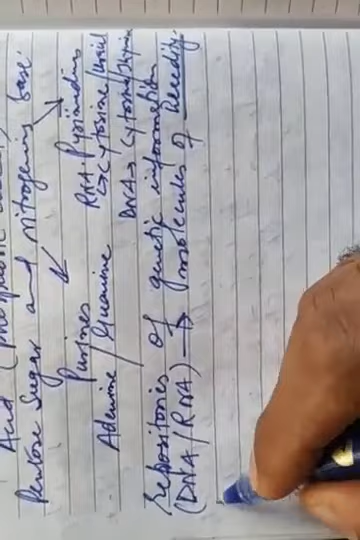 Acid (phosphoric acid),
Pentose Sugar and nitrogenous base.
Purines
Adenine/Guanine
RNA Pyrimidines
→ Cytosine/Uracil
DNA → Cytosine/Thymine
Repositories of genetic information
(DNA/RNA) → molecules of heredity.